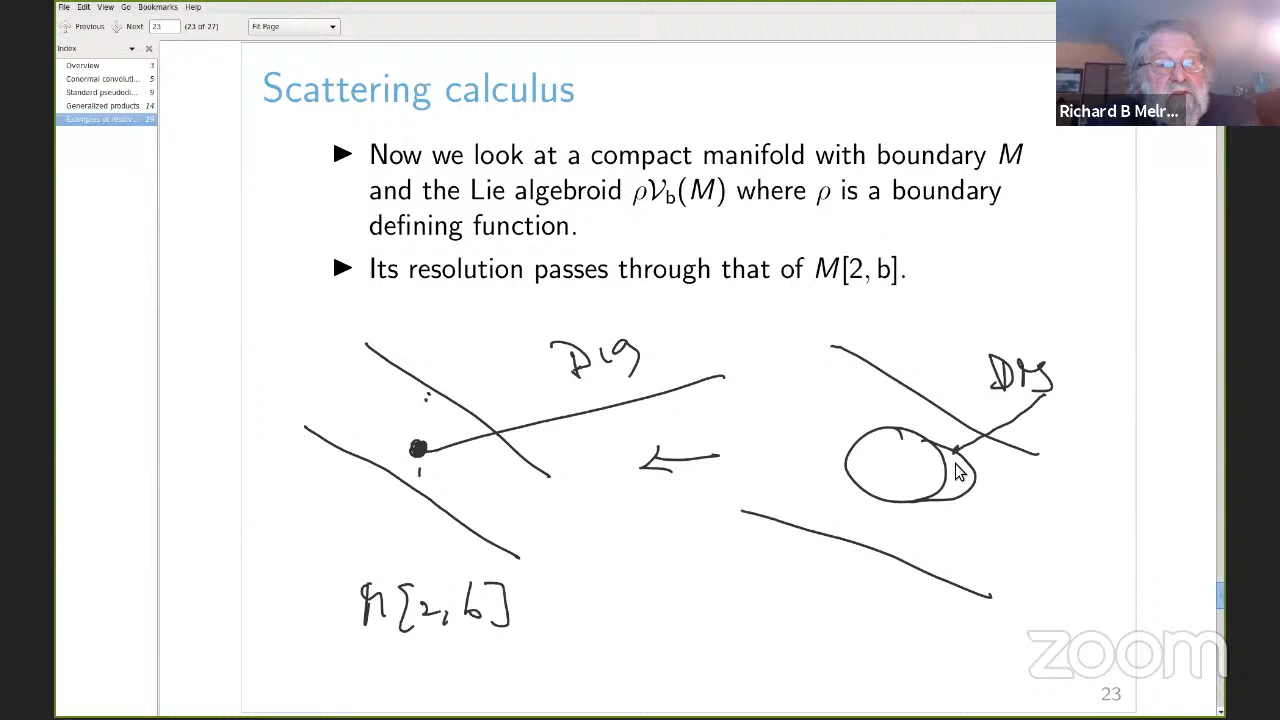 File Edit View Go Bookmarks Help
Previous Next 23 (23 of 27) Fit Page
Index
Overview 3
Conormal convoluti... 5
Standard pseudodi... 9
Generalized products 14
Examples of resolv... 19
Richard B Melr...
Scattering calculus
▶ Now we look at a compact manifold with boundary M
and the Lie algebroid ρ𝒱b(M) where ρ is a boundary
defining function.
▶ Its resolution passes through that of M[2, b].
M[2, b]
zoom
23